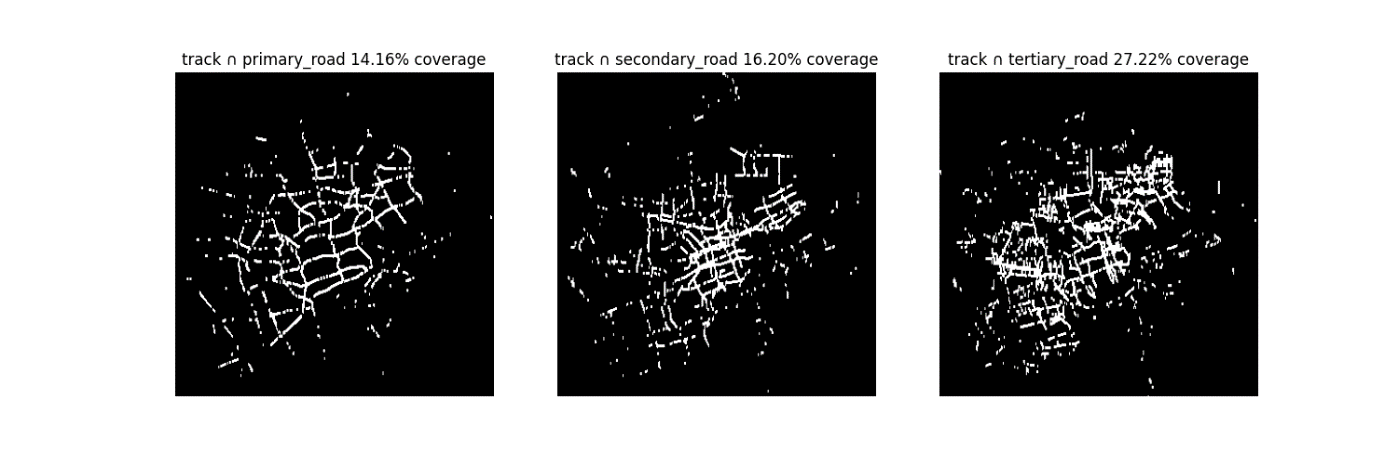 track ∩ primary_road 14.16% coverage
track ∩ secondary_road 16.20% coverage
track ∩ tertiary_road 27.22% coverage